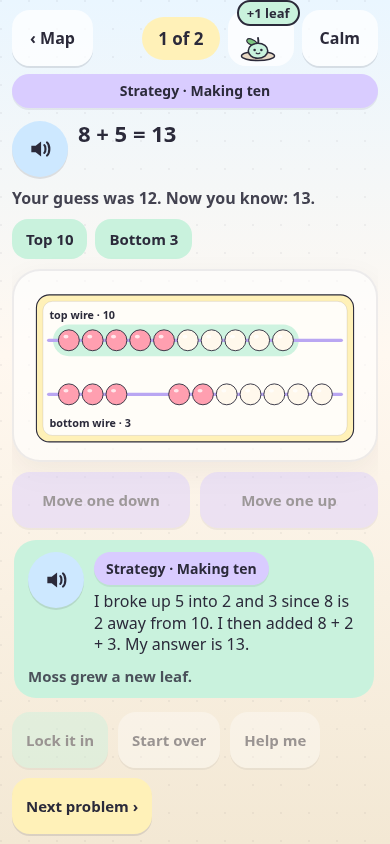 ‹ Map
1 of 2
+1 leaf
Calm
Strategy · Making ten
8 + 5 = 13
Your guess was 12. Now you know: 13.
Top 10
Bottom 3
top wire · 10
bottom wire · 3
Move one down
Move one up
Strategy · Making ten
I broke up 5 into 2 and 3 since 8 is
2 away from 10. I then added 8 + 2
+ 3. My answer is 13.
Moss grew a new leaf.
Lock it in
Start over
Help me
Next problem ›